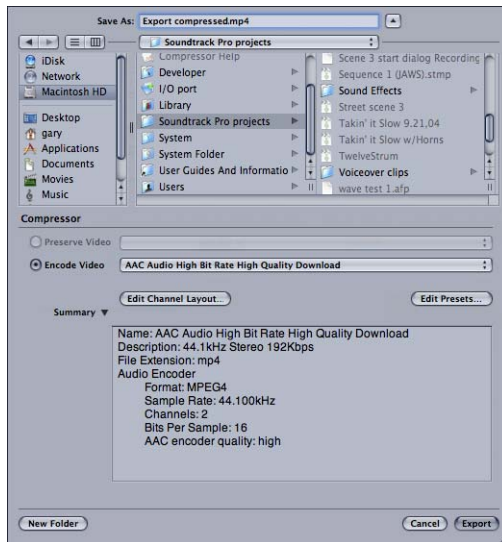 Save As: Export compressed.mp4
Soundtrack Pro projects
iDisk
Network
Macintosh HD
Desktop
gary
Applications
Documents
Movies
Music
Compressor Help
Developer
I/O port
Library
Soundtrack Pro projects
System
System Folder
User Guides And Informatio
Users
Scene 3 start dialog Recording
Sequence 1 (JAWS).stmp
Sound Effects
Street scene 3
Takin' it Slow 9.21,04
Takin' it Slow w/Horns
TwelveStrum
Voiceover clips
wave test 1.afp
Compressor
Preserve Video
Encode Video AAC Audio High Bit Rate High Quality Download
Edit Channel Layout... Edit Presets...
Summary
Name: AAC Audio High Bit Rate High Quality Download
Description: 44.1kHz Stereo 192Kbps
File Extension: mp4
Audio Encoder
Format: MPEG4
Sample Rate: 44.100kHz
Channels: 2
Bits Per Sample: 16
AAC encoder quality: high
New Folder Cancel Export